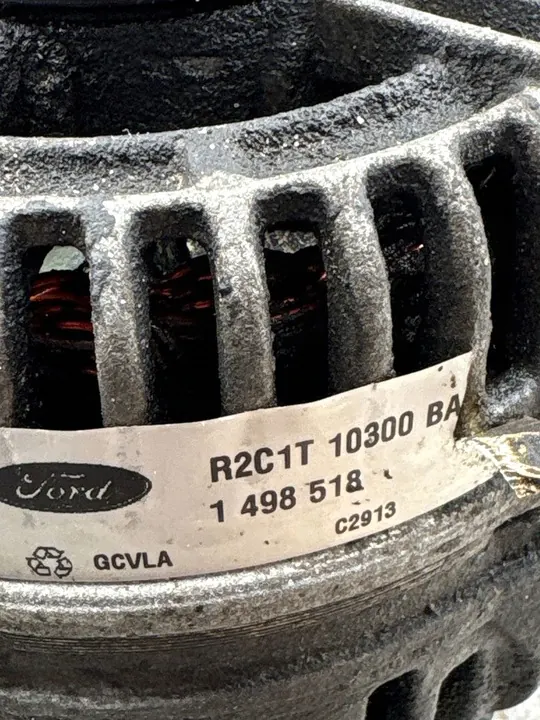 R2C1T 10300 BA
Ford
1 498 518
C2913
GCVLA